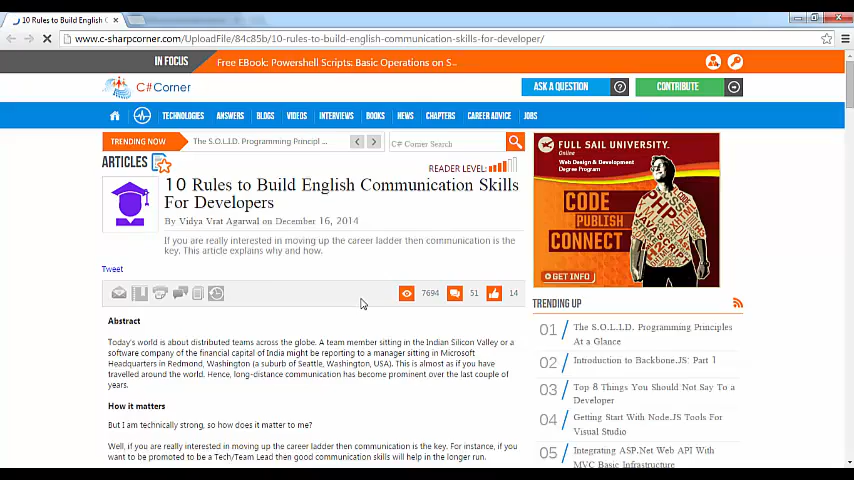 10 Rules to Build English C
www.c-sharpcorner.com/UploadFile/84c85b/10-rules-to-build-english-communication-skills-for-developer/
IN FOCUS
Free EBook: Powershell Scripts: Basic Operations on S...
C# Corner
ASK A QUESTION
CONTRIBUTE
TECHNOLOGIES ANSWERS BLOGS VIDEOS INTERVIEWS BOOKS NEWS CHAPTERS CAREER ADVICE JOBS
TRENDING NOW
The S.O.L.I.D. Programming Principl ...
C# Corner Search
ARTICLES
READER LEVEL:
10 Rules to Build English Communication Skills
For Developers
By Vidya Vrat Agarwal on December 16, 2014
If you are really interested in moving up the career ladder then communication is the
key. This article explains why and how.
Tweet
7694 51 14
Abstract
Today's world is about distributed teams across the globe. A team member sitting in the Indian Silicon Valley or a
software company of the financial capital of India might be reporting to a manager sitting in Microsoft
Headquarters in Redmond, Washington (a suburb of Seattle, Washington, USA). This is almost as if you have
travelled around the world. Hence, long-distance communication has become prominent over the last couple of
years.
How it matters
But I am technically strong, so how does it matter to me?
Well, if you are really interested in moving up the career ladder then communication is the key. For instance, if you
want to be promoted to be a Tech/Team Lead then good communication skills will help in the longer run.
FULL SAIL UNIVERSITY.
Online
Web Design & Development
Degree Program
CODE
PUBLISH
CONNECT
GET INFO
PHP
JAVASCRIPT
TRENDING UP
01 The S.O.L.I.D. Programming Principles
At a Glance
02 Introduction to Backbone.JS: Part 1
03 Top 8 Things You Should Not Say To a
Developer
04 Getting Start With Node.JS Tools For
Visual Studio
05 Integrating ASP.Net Web API With
MVC Basic Infrastructure